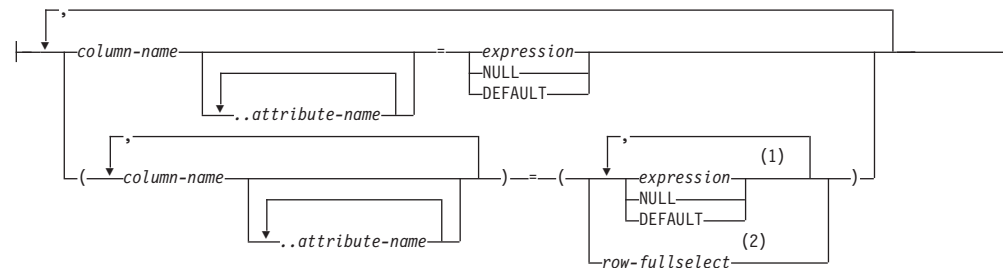 ,
column-name = expression
NULL
..attribute-name DEFAULT
, , (1)
( column-name ) = ( expression )
NULL
..attribute-name DEFAULT
(2)
row-fullselect